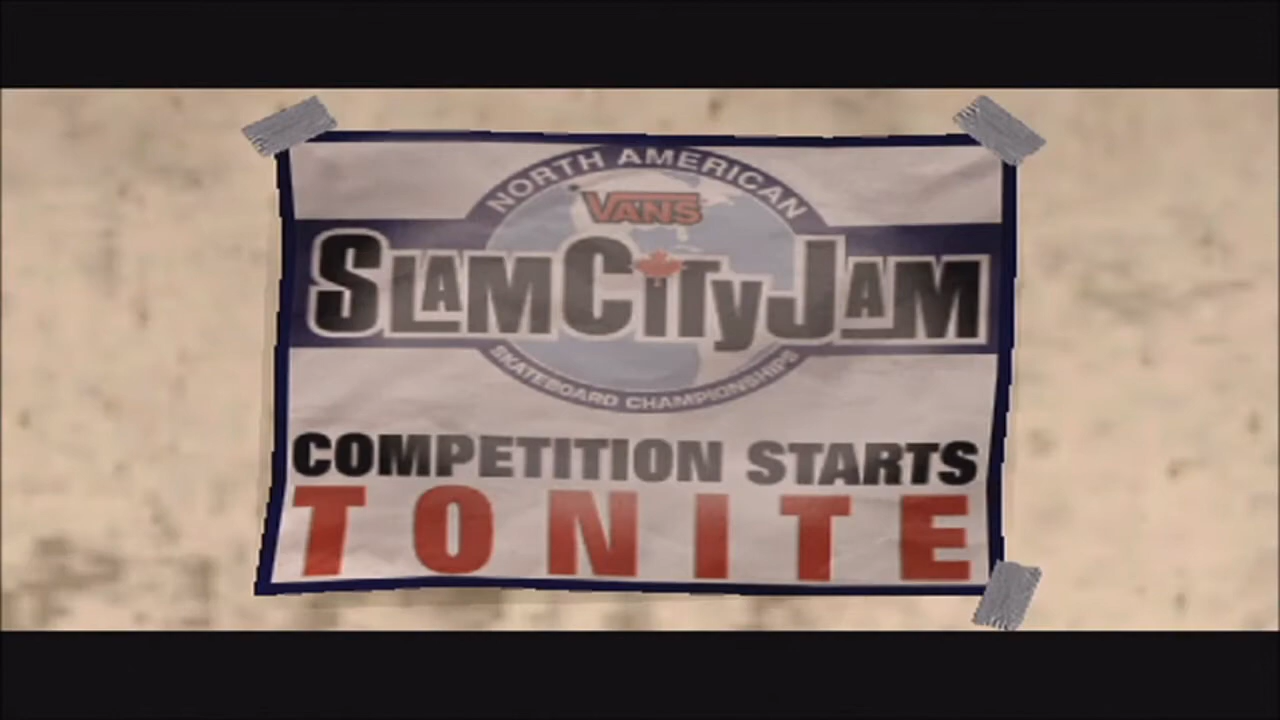 NORTH AMERICAN
VANS
SLAMCITYJAM
SKATEBOARD CHAMPIONSHIPS
COMPETITION STARTS
TONITE